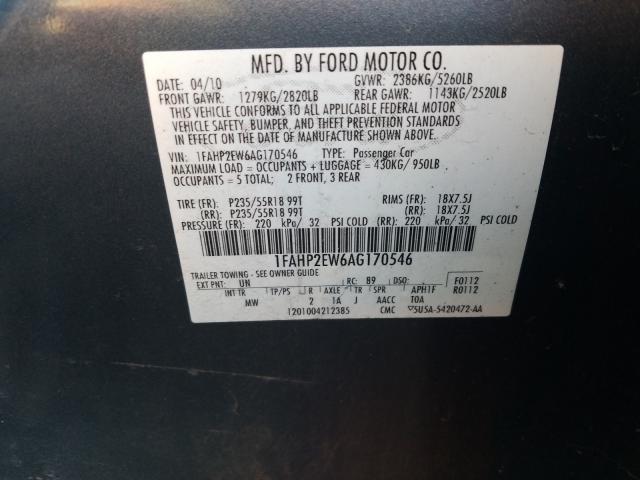 MFD. BY FORD MOTOR CO.
DATE: 04/10 GVWR: 2386KG/5260LB
FRONT GAWR: 1279KG/2820LB REAR GAWR: 1143KG/2520LB
THIS VEHICLE CONFORMS TO ALL APPLICABLE FEDERAL MOTOR
VEHICLE SAFETY, BUMPER, AND THEFT PREVENTION STANDARDS
IN EFFECT ON THE DATE OF MANUFACTURE SHOWN ABOVE.
VIN: 1FAHP2EW6AG170546 TYPE: Passenger Car
MAXIMUM LOAD = OCCUPANTS + LUGGAGE = 430KG/ 950LB
OCCUPANTS = 5 TOTAL; 2 FRONT, 3 REAR
TIRE (FR): P235/55R18 99T RIMS (FR): 18X7.5J
(RR): P235/55R18 99T (RR): 18X7.5J
PRESSURE (FR): 220 kPa/ 32 PSI COLD (RR): 220 kPa/ 32 PSI COLD
1FAHP2EW6AG170546
TRAILER TOWING - SEE OWNER GUIDE
EXT PNT: UN RC: 89 DSO: F0112
INT TR TP/PS R AXLE TR SPR APH1F R0112
MW 2 1A J AACC TOA
1201004212385 CMC 5U5A-5420472-AA